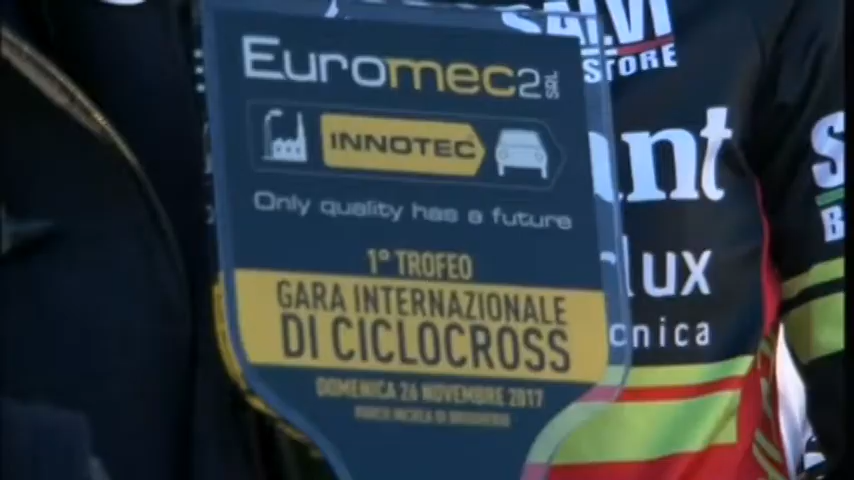 Euromec2 SRL
INNOTEC
Only quality has a future
1° TROFEO
GARA INTERNAZIONALE
DI CICLOCROSS
DOMENICA 26 NOVEMBRE 2017
SALVI
STORE
ant
lux
cnica